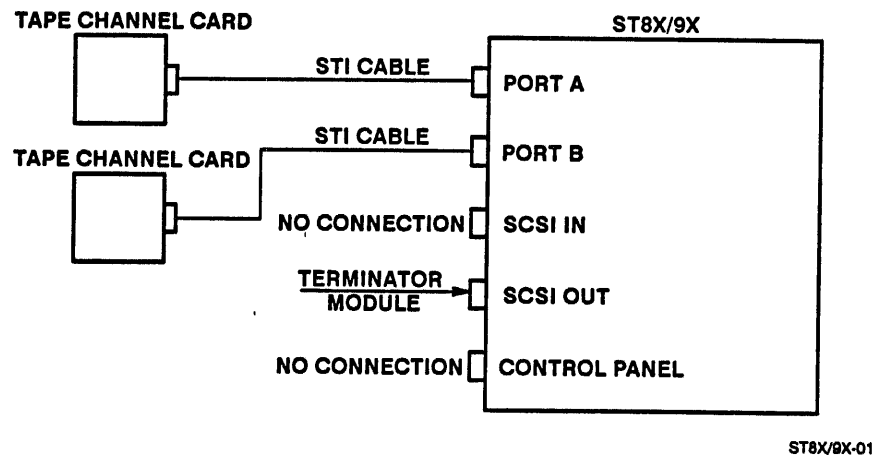 TAPE CHANNEL CARD
ST8X/9X
STI CABLE
PORT A
STI CABLE
PORT B
TAPE CHANNEL CARD
NO CONNECTION
SCSI IN
TERMINATOR
MODULE
SCSI OUT
NO CONNECTION
CONTROL PANEL
ST8X/9X-01